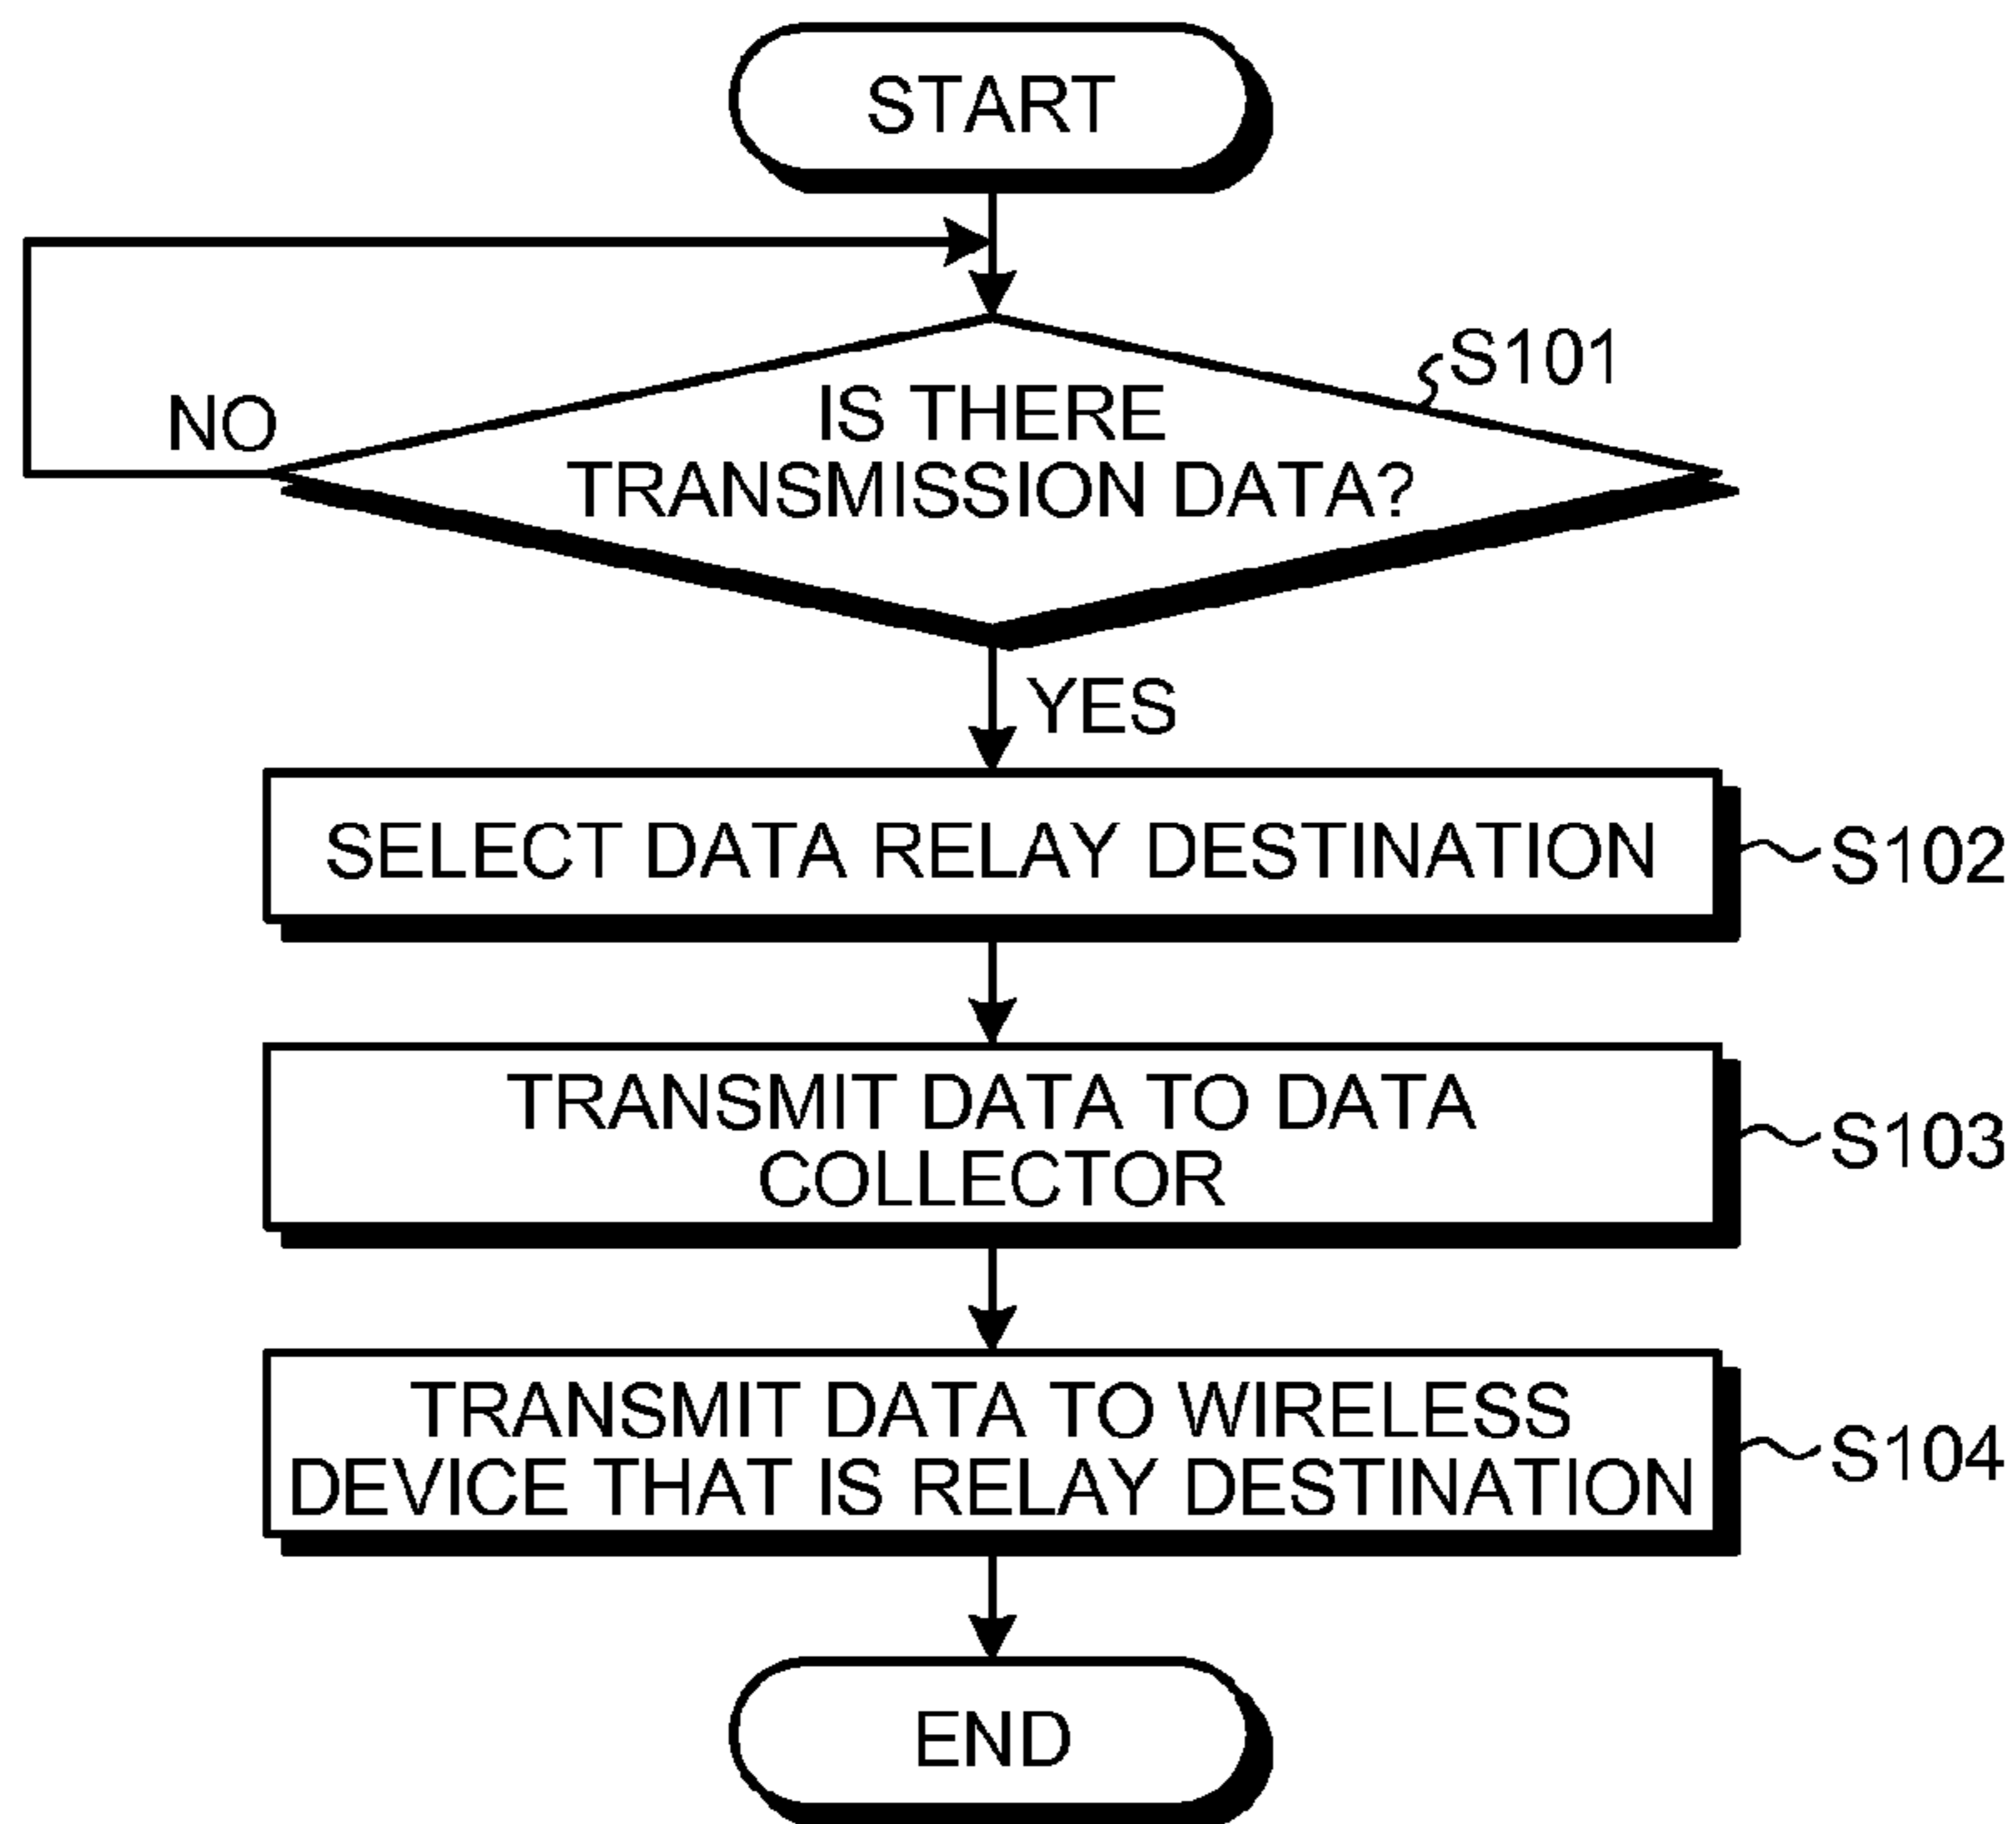 START
S101
IS THERE
TRANSMISSION DATA?
NO
YES
SELECT DATA RELAY DESTINATION
S102
TRANSMIT DATA TO DATA
COLLECTOR
S103
TRANSMIT DATA TO WIRELESS
DEVICE THAT IS RELAY DESTINATION
S104
END